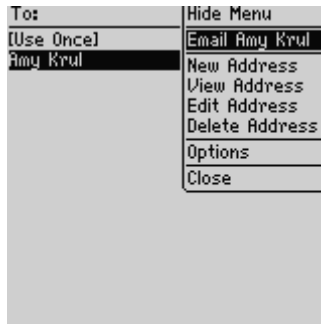 To:
[Use Once]
Amy Krul
Hide Menu
Email Amy Krul
New Address
View Address
Edit Address
Delete Address
Options
Close